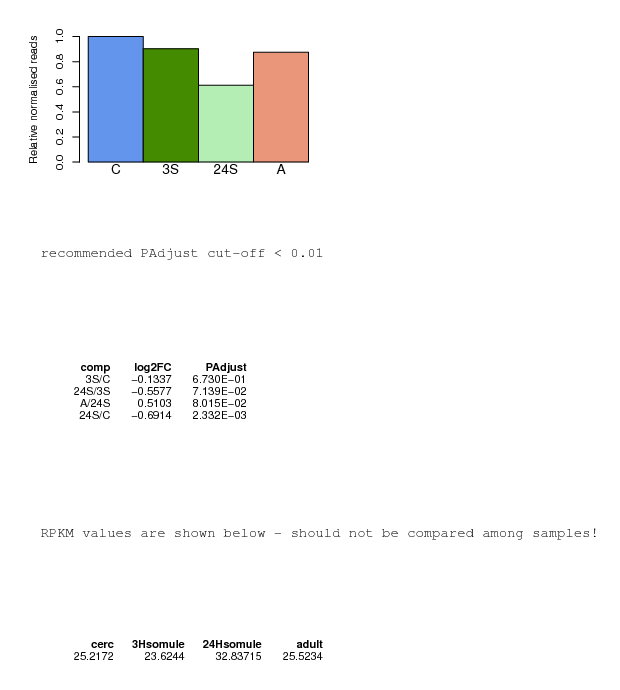 Relative normalised reads
1.0
0.8
0.6
0.4
0.2
0.0
C 3S 24S A
recommended PAdjust cut-off < 0.01
comp log2FC PAdjust
3S/C −0.1337 6.730E−01
24S/3S −0.5577 7.139E−02
A/24S 0.5103 8.015E−02
24S/C −0.6914 2.332E−03
RPKM values are shown below - should not be compared among samples!
cerc 3Hsomule 24Hsomule adult
25.2172 23.6244 32.83715 25.5234